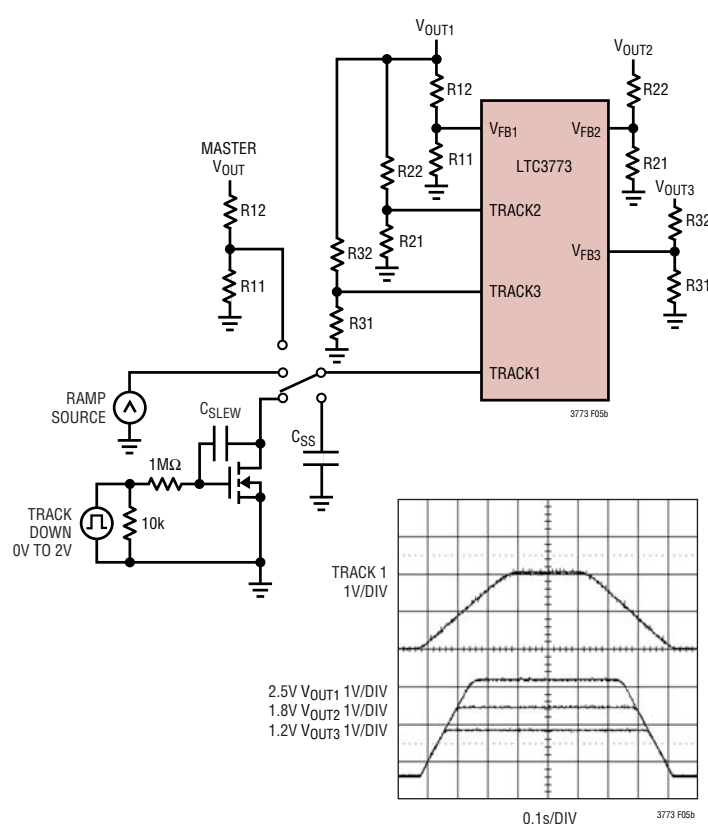 VOUT1
VOUT2
R12
R22
VFB1
VFB2
MASTER
VOUT
R11
R22
LTC3773
R21
VOUT3
R12
TRACK2
R32
R32
R21
VFB3
R11
TRACK3
R31
R31
TRACK1
3773 F05b
RAMP
SOURCE
CSLEW
CSS
1MΩ
TRACK
DOWN
0V TO 2V
10k
TRACK 1
1V/DIV
2.5V VOUT1 1V/DIV
1.8V VOUT2 1V/DIV
1.2V VOUT3 1V/DIV
0.1s/DIV
3773 F05b